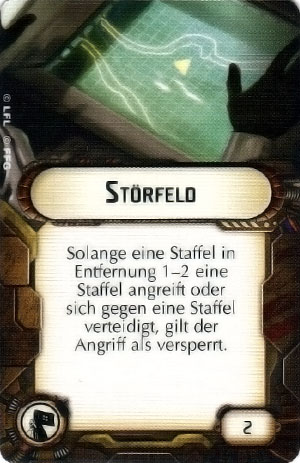 © LFL © FFG
Störfeld
Solange eine Staffel in
Entfernung 1–2 eine
Staffel angreift oder
sich gegen eine Staffel
verteidigt, gilt der
Angriff als versperrt.
2